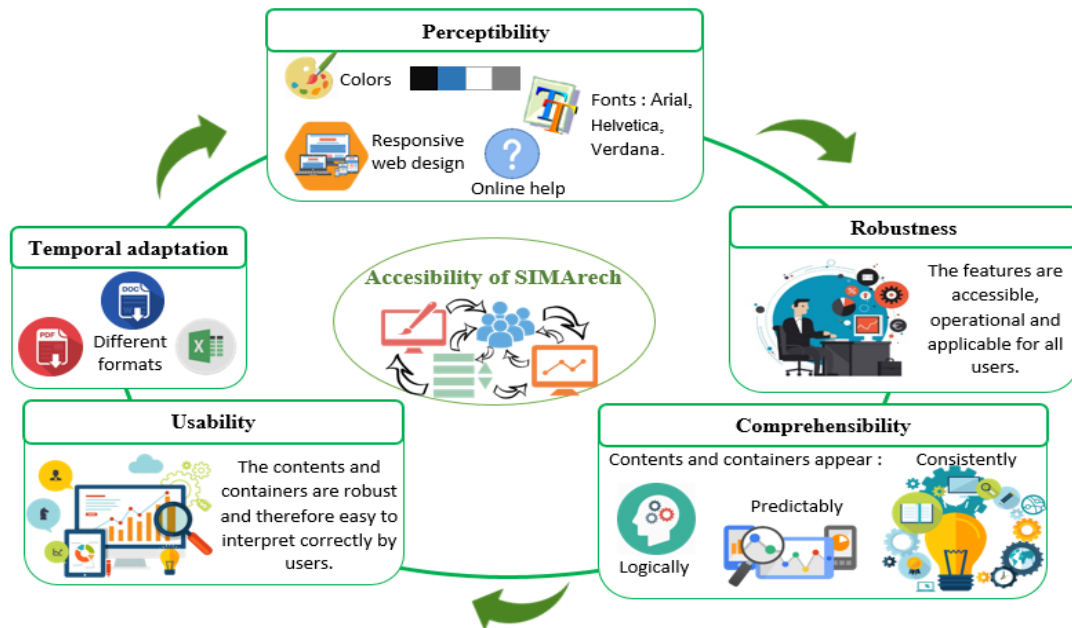 Perceptibility
Colors
Fonts : Arial,
Helvetica,
Verdana.
Responsive
web design
Online help
Robustness
The features are
accessible,
operational and
applicable for all
users.
Temporal adaptation
DOC
PDF
Different
formats
X
Accesibility of SIMArech
Usability
The contents and
containers are robust
and therefore easy to
interpret correctly by
users.
Comprehensibility
Contents and containers appear :
Consistently
Predictably
Logically